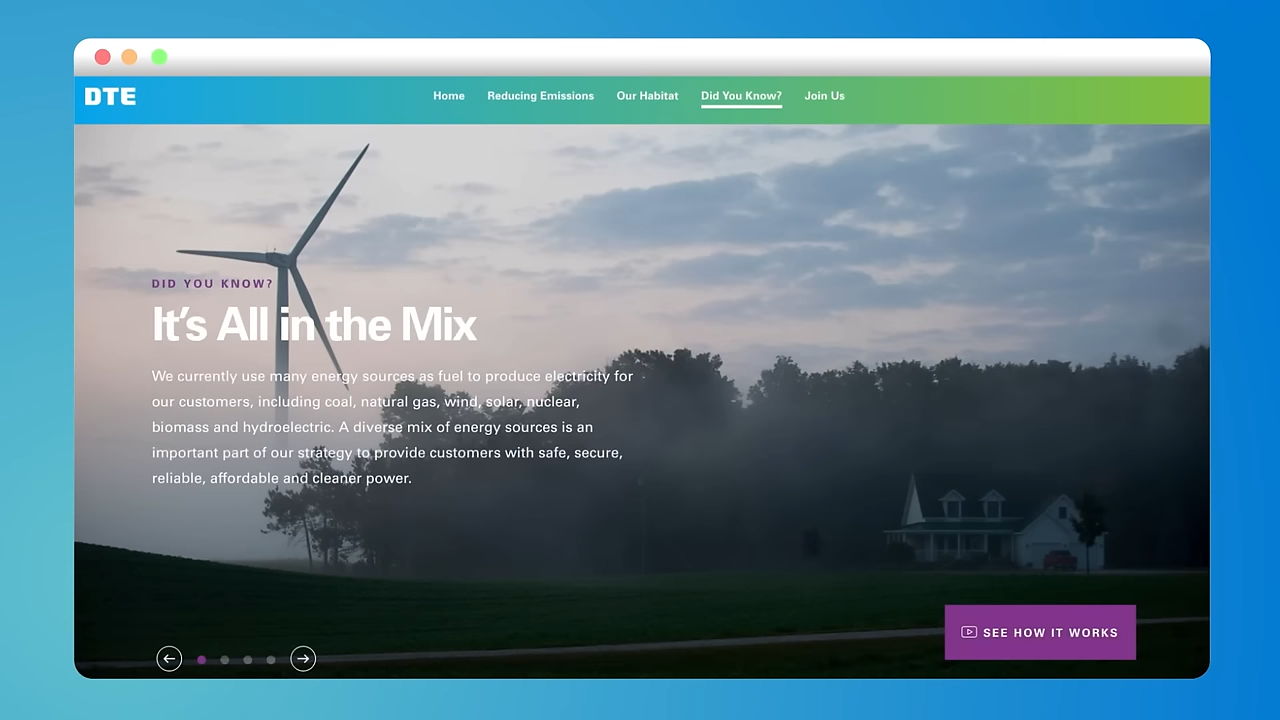 DTE
Home Reducing Emissions Our Habitat Did You Know? Join Us
DID YOU KNOW?
It’s All in the Mix
We currently use many energy sources as fuel to produce electricity for
our customers, including coal, natural gas, wind, solar, nuclear,
biomass and hydroelectric. A diverse mix of energy sources is an
important part of our strategy to provide customers with safe, secure,
reliable, affordable and cleaner power.
SEE HOW IT WORKS